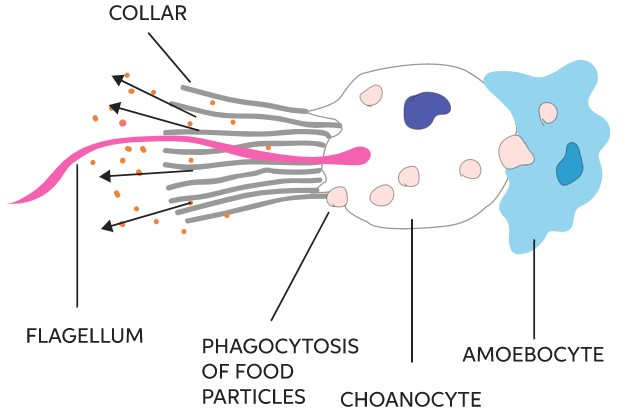 COLLAR
FLAGELLUM
PHAGOCYTOSIS
OF FOOD
PARTICLES
CHOANOCYTE
AMOEBOCYTE